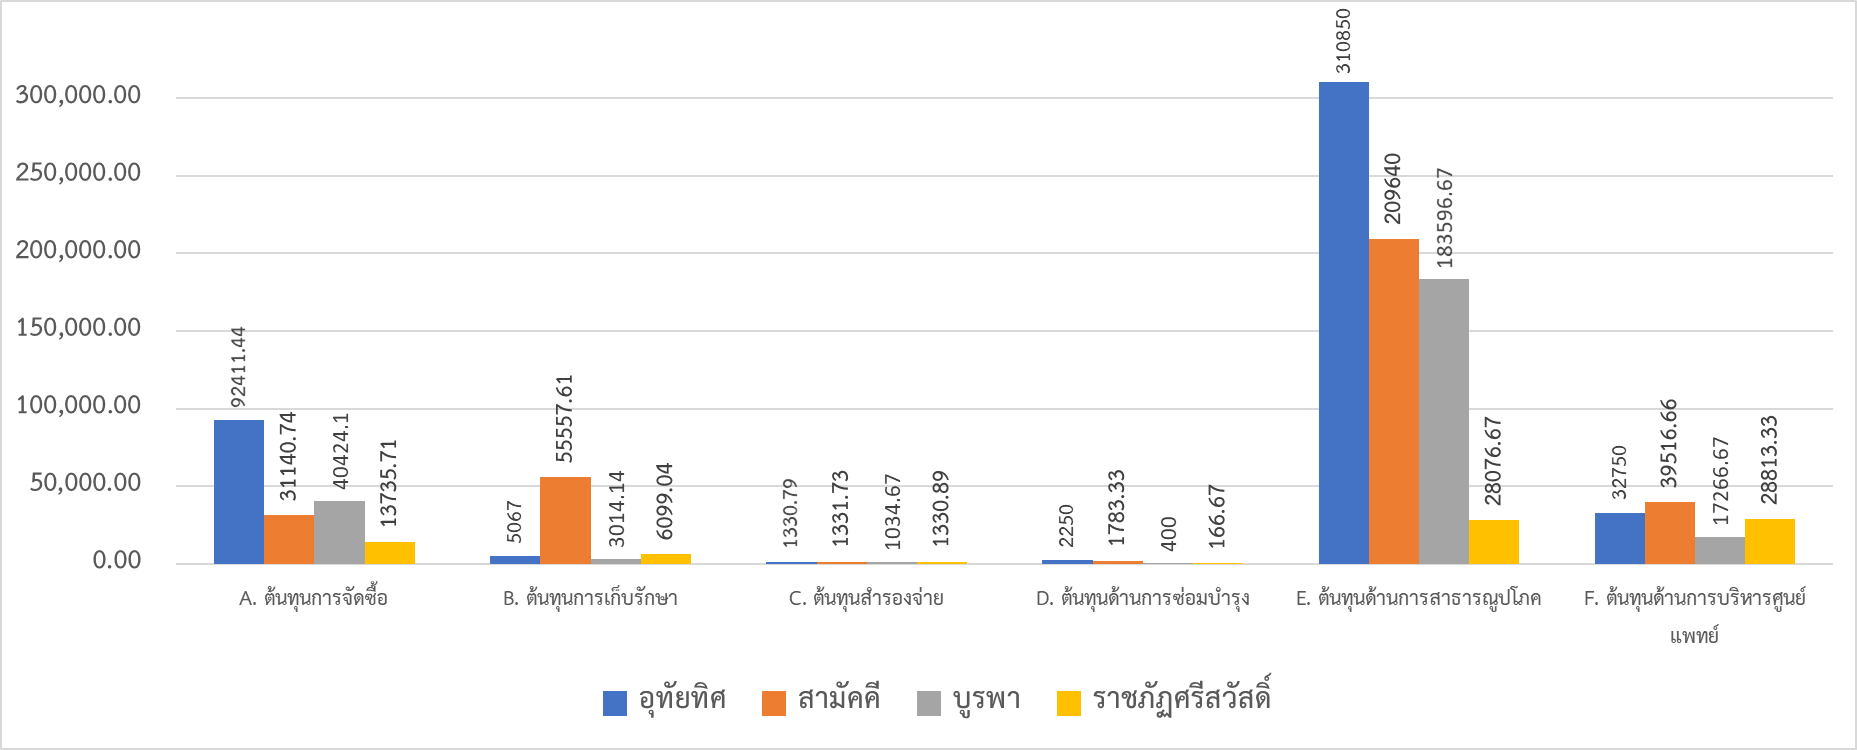 300,000.00
250,000.00
200,000.00
150,000.00
100,000.00
50,000.00
0.00
92411.44
31140.74
40424.1
13735.71
5067
55557.61
3014.14
6099.04
1330.79
1331.73
1034.67
1330.89
2250
1783.33
400
166.67
310850
209640
183596.67
28076.67
32750
39516.66
17266.67
28813.33
A. ต้นทุนการจัดซื้อ
B. ต้นทุนการเก็บรักษา
C. ต้นทุนสำรองจ่าย
D. ต้นทุนด้านการซ่อมบำรุง
E. ต้นทุนด้านการสาธารณูปโภค
F. ต้นทุนด้านการบริหารศูนย์
แพทย์
อุทัยทิศ
สามัคคี
บูรพา
ราชภัฏศรีสวัสดิ์